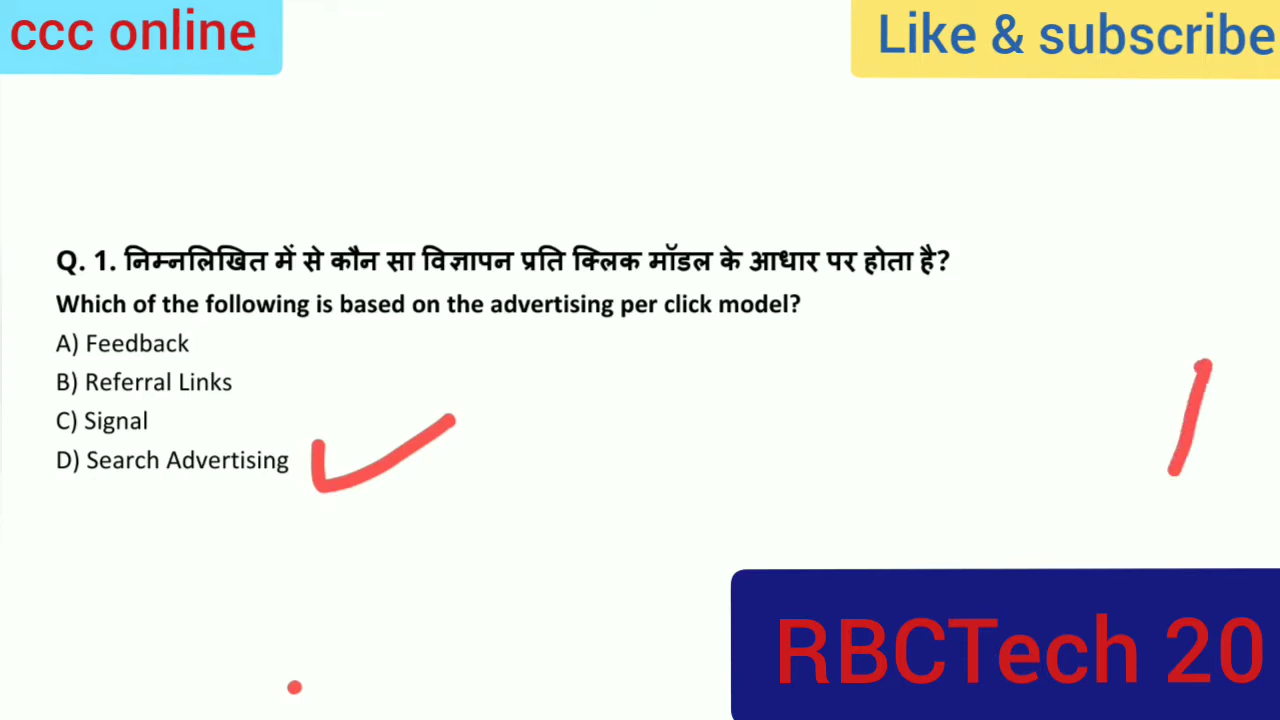 ccc online
Like & subscribe
Q. 1. निम्नलिखित में से कौन सा विज्ञापन प्रति क्लिक मॉडल के आधार पर होता है?
Which of the following is based on the advertising per click model?
A) Feedback
B) Referral Links
C) Signal
D) Search Advertising
RBCTech 20